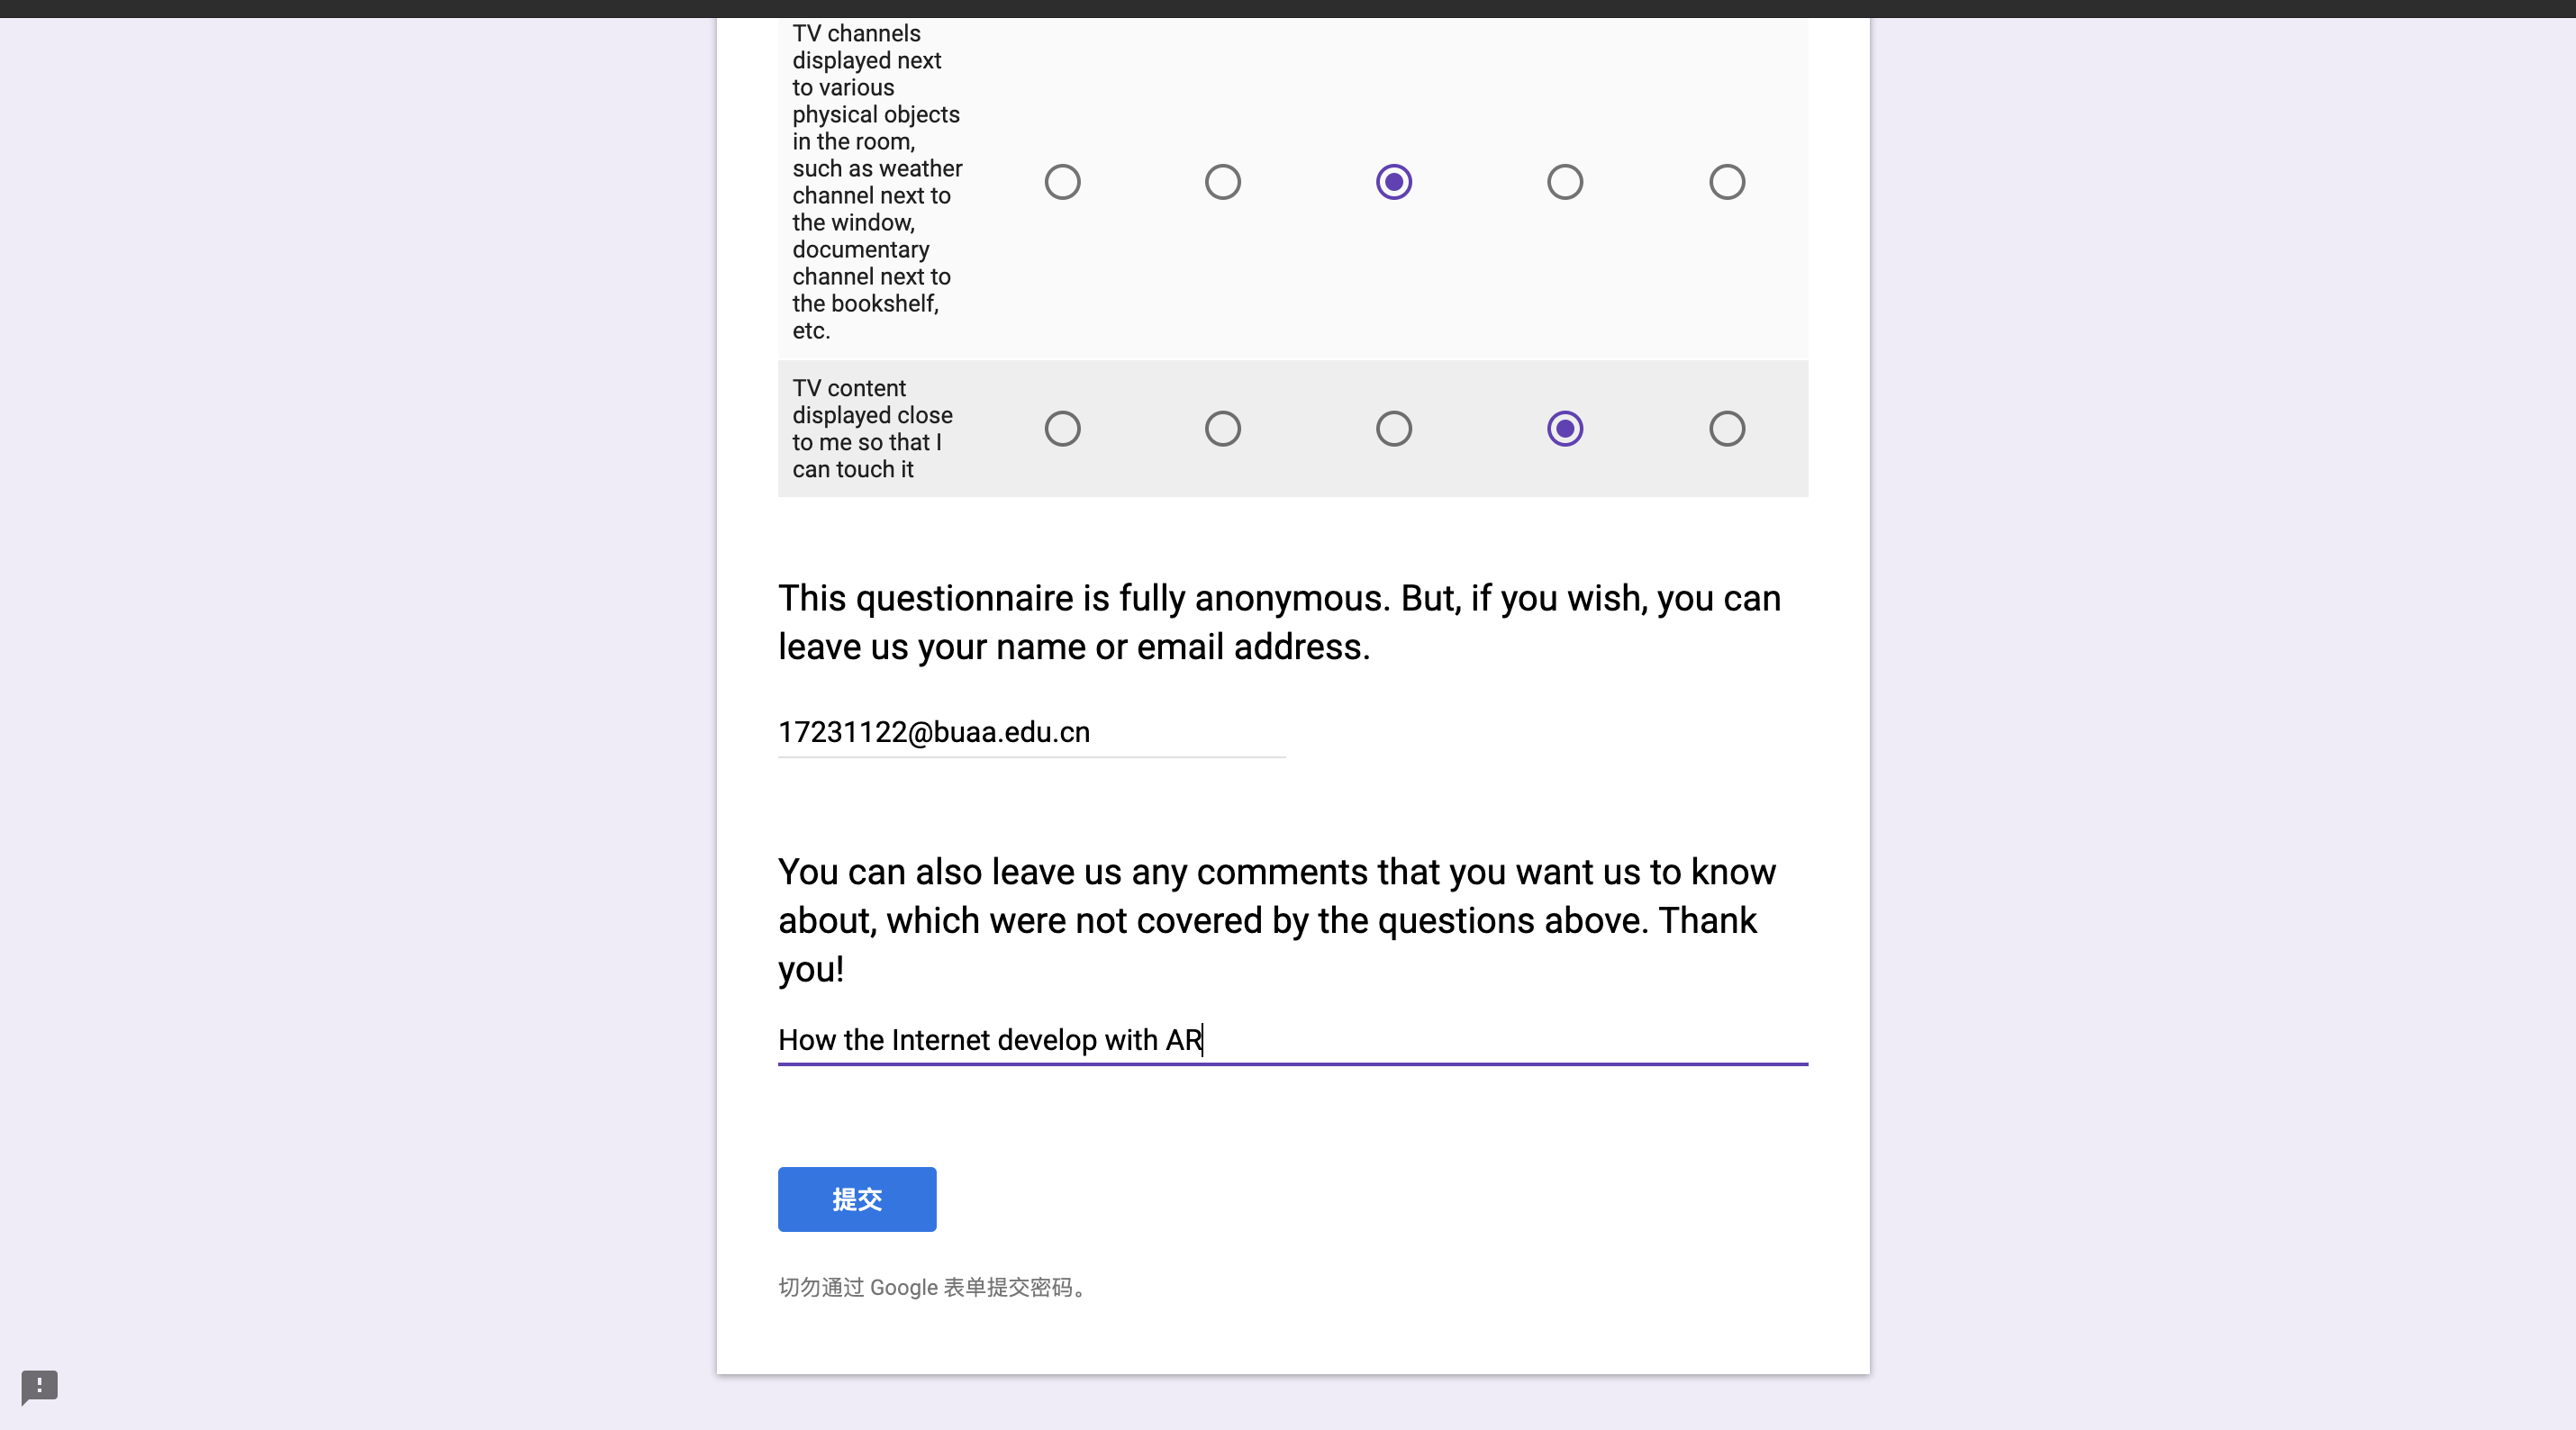 TV channels
displayed next
to various
physical objects
in the room,
such as weather
channel next to
the window,
documentary
channel next to
the bookshelf,
etc.
TV content
displayed close
to me so that I
can touch it
This questionnaire is fully anonymous. But, if you wish, you can
leave us your name or email address.
17231122@buaa.edu.cn
You can also leave us any comments that you want us to know
about, which were not covered by the questions above. Thank
you!
How the Internet develop with AR
提交
切勿通过 Google 表单提交密码。